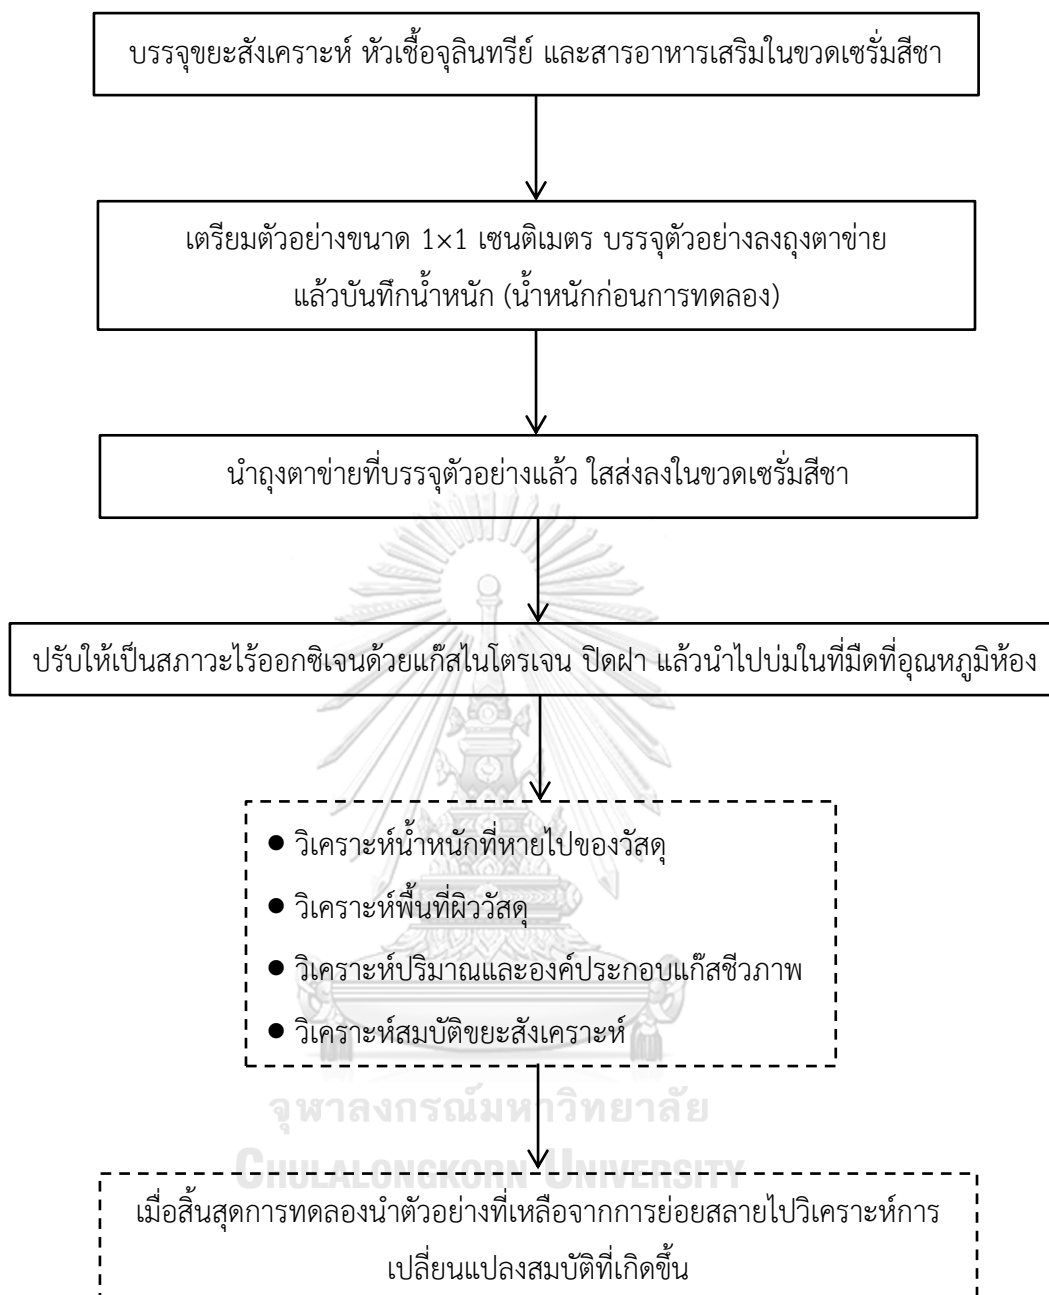 บรรจุขยะสังเคราะห์ หัวเชื้อจุลินทรีย์ และสารอาหารเสริมในขวดเซรั่มสีชา
เตรียมตัวอย่างขนาด 1×1 เซนติเมตร บรรจุตัวอย่างลงถุงตาข่าย
แล้วบันทึกน้ำหนัก (น้ำหนักก่อนการทดลอง)
นำถุงตาข่ายที่บรรจุตัวอย่างแล้ว ใสส่งลงในขวดเซรั่มสีชา
ปรับให้เป็นสภาวะไร้ออกซิเจนด้วยแก๊สไนโตรเจน ปิดฝา แล้วนำไปบ่มในที่มืดที่อุณหภูมิห้อง
● วิเคราะห์น้ำหนักที่หายไปของวัสดุ
● วิเคราะห์พื้นที่ผิววัสดุ
● วิเคราะห์ปริมาณและองค์ประกอบแก๊สชีวภาพ
● วิเคราะห์สมบัติขยะสังเคราะห์
จุฬาลงกรณ์มหาวิทยาลัย
CHULALONGKORN UNIVERSITY
เมื่อสิ้นสุดการทดลองนำตัวอย่างที่เหลือจากการย่อยสลายไปวิเคราะห์การ
เปลี่ยนแปลงสมบัติที่เกิดขึ้น